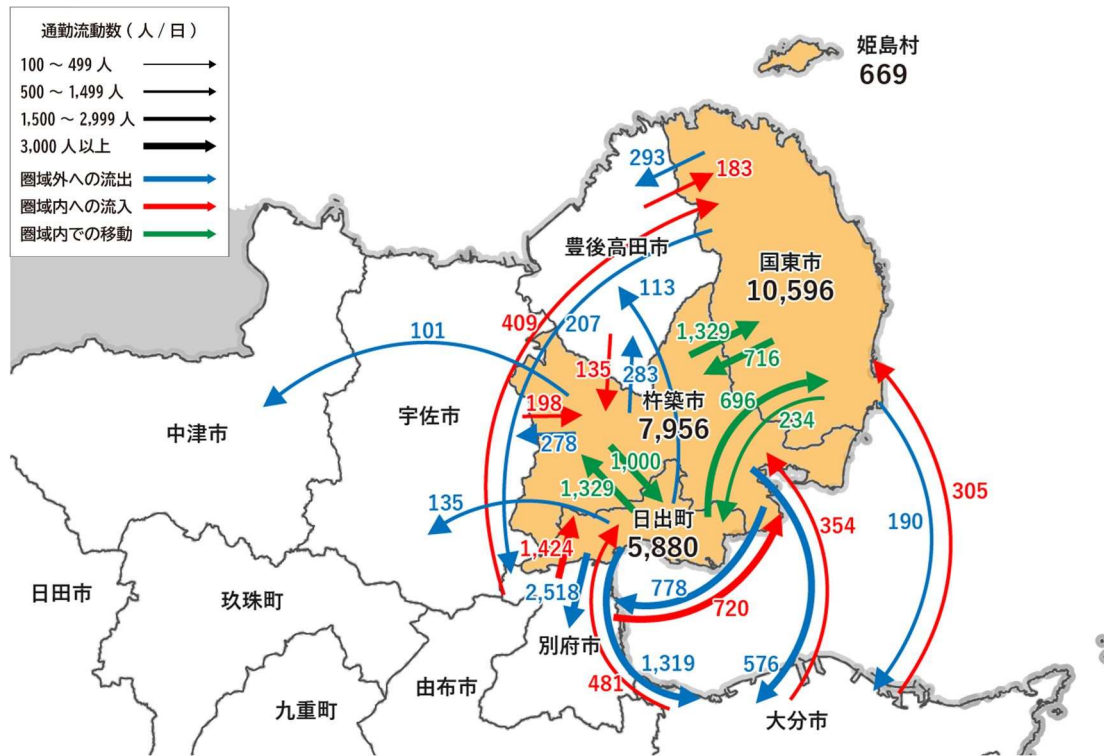 通勤流動数 ( 人 / 日 )
100 ～ 499 人
500 ～ 1,499 人
1,500 ～ 2,999 人
3,000 人以上
圏域外への流出
圏域内への流入
圏域内での移動
姫島村
669
293
183
豊後高田市
国東市
10,596
113
409
207
101
1,329
716
135
283
696
杵築市
7,956
198
宇佐市
中津市
278
234
1,000
1,329
305
135
日出町
354
190
5,880
1,424
2,518
778
720
日田市
玖珠町
別府市
1,319
576
481
由布市
九重町
大分市